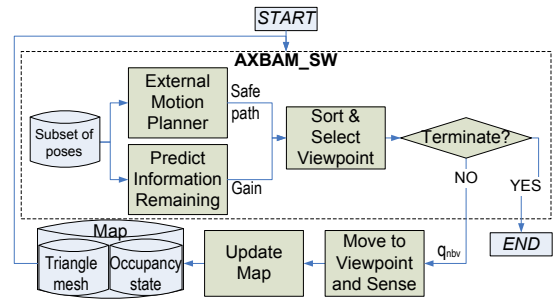 START
AXBAM_SW
External
Motion
Planner
Safe
path
Subset of
poses
Predict
Information
Remaining
Gain
Sort &
Select
Viewpoint
Terminate?
NO
YES
END
Map
Triangle
mesh
Occupancy
state
Update
Map
Move to
Viewpoint
and Sense
qnbv